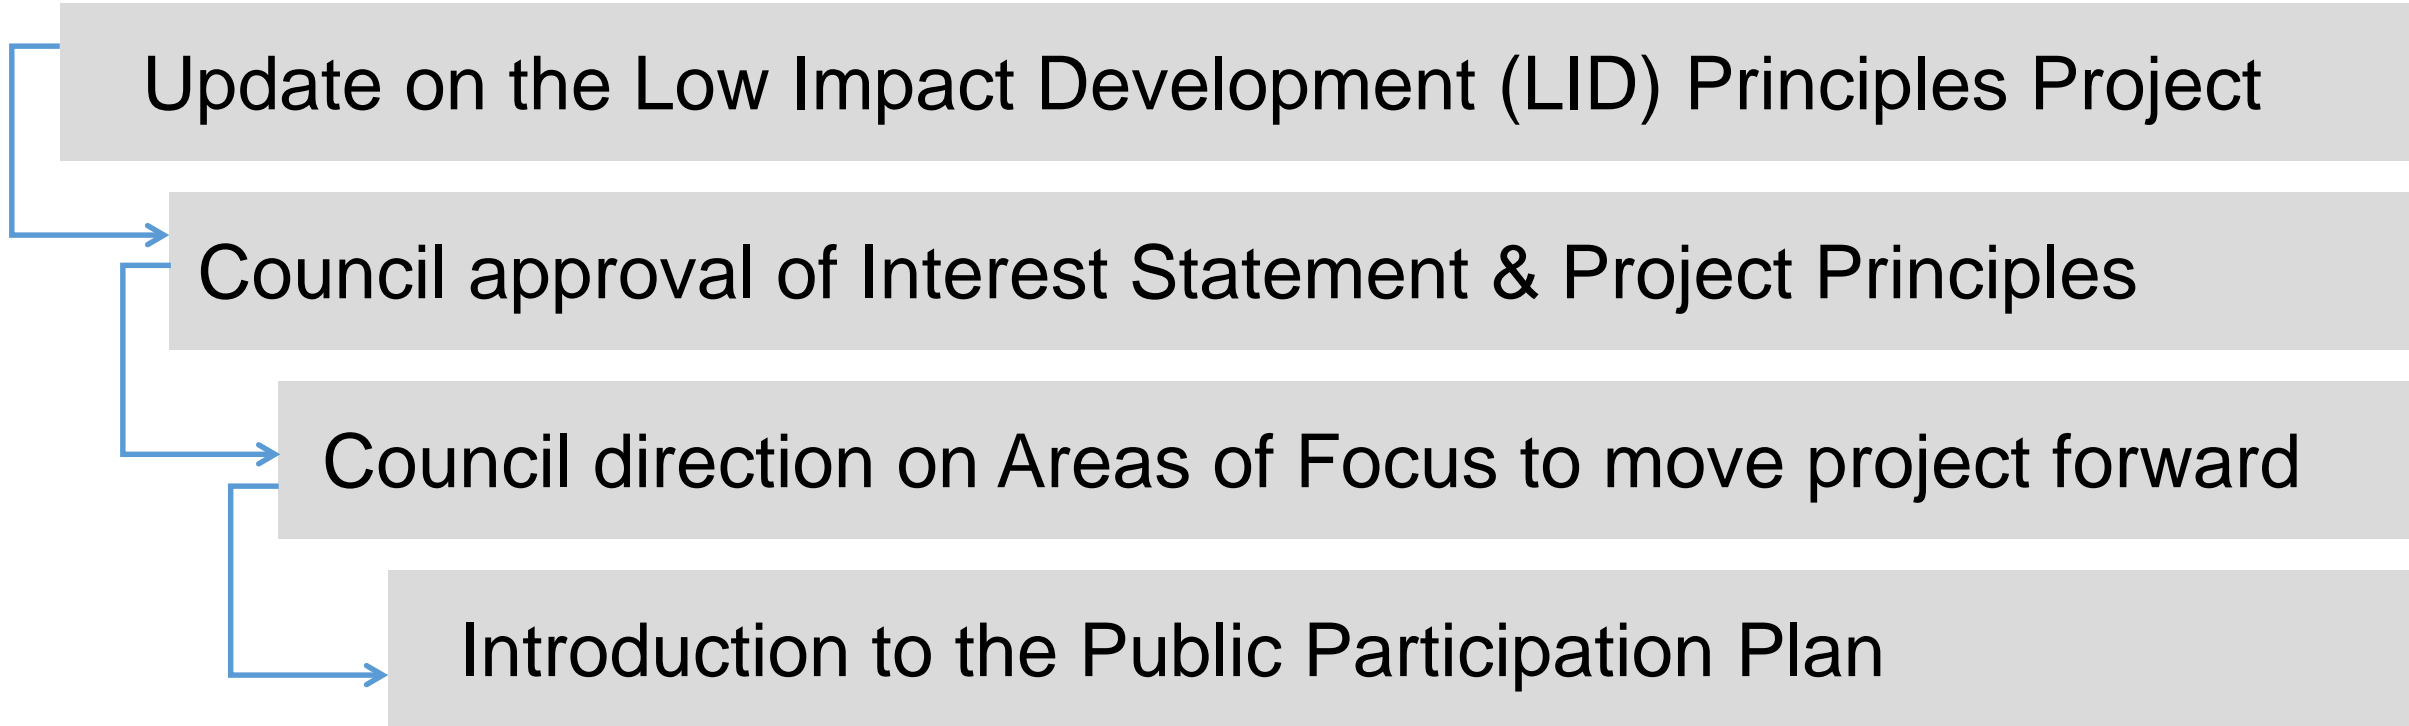 Update on the Low Impact Development (LID) Principles Project
Council approval of Interest Statement & Project Principles
Council direction on Areas of Focus to move project forward
Introduction to the Public Participation Plan